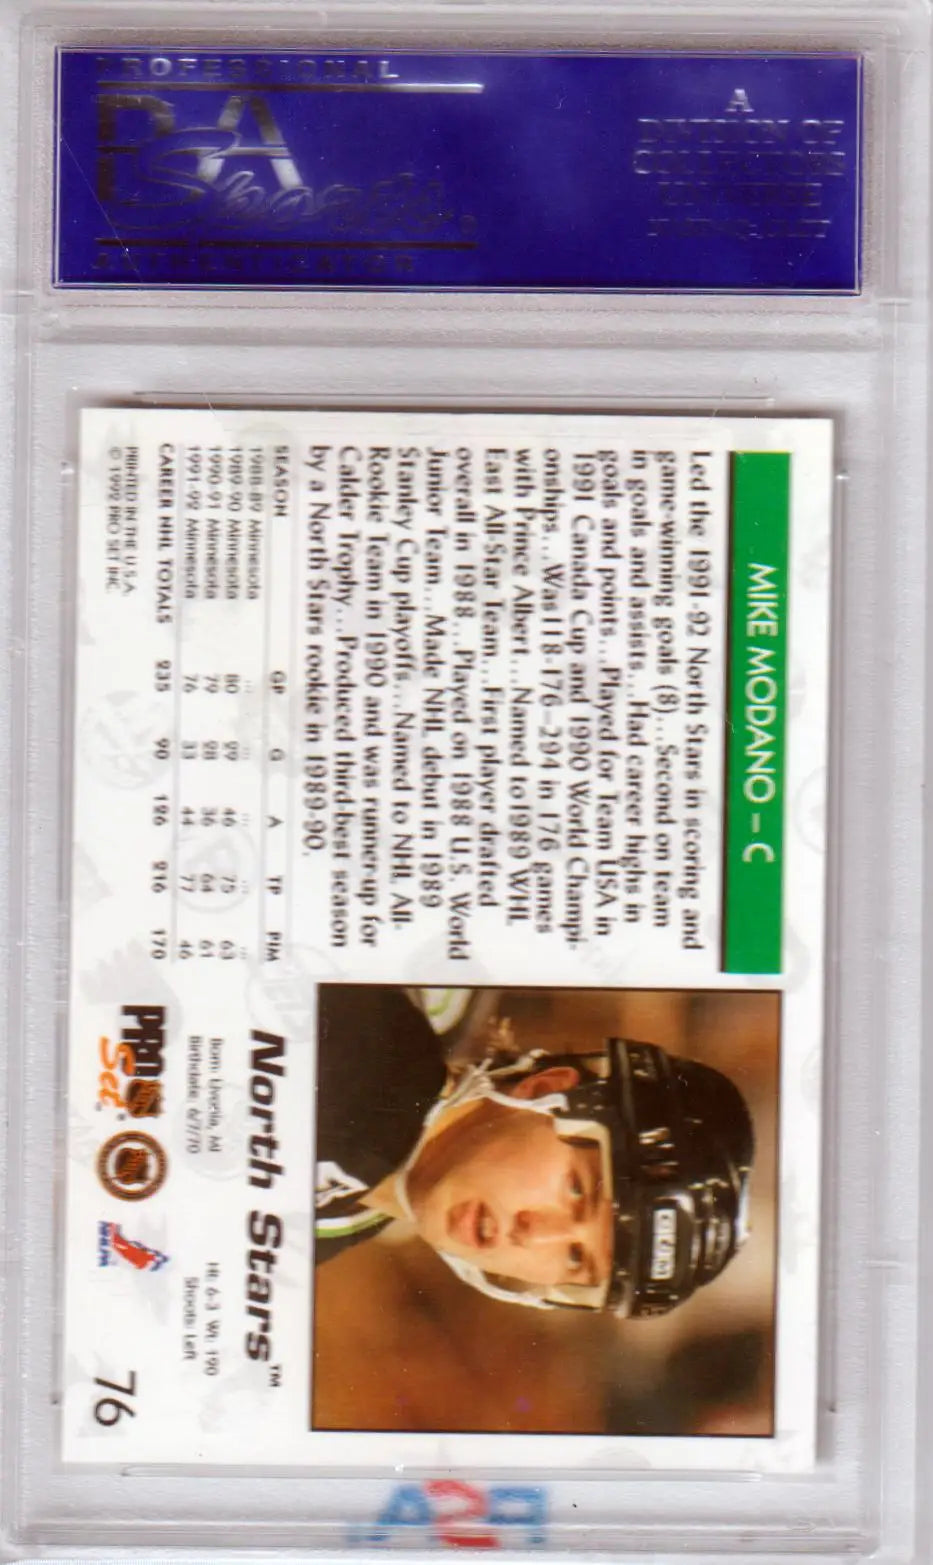 PROFESSIONAL
PSA
Sports
AUTHENTICATOR
A
DIVISION OF
COLLECTORS
UNIVERSE
MIKE MODANO – C
Led the 1991-92 North Stars in scoring and
game-winning goals (8)...Second on team
in goals and assists...Had career highs in
goals and points...Played for Team USA in
1991 Canada Cup and 1990 World Champi-
onships...Was 118-176–294 in 176 games
with Prince Albert...Named to1989 WHL
East All-Star Team...First player drafted
overall in 1988...Played on 1988 U.S. World
Junior Team...Made NHL debut in 1989
Stanley Cup playoffs...Named to NHL All-
Rookie Team in 1990 and was runner-up for
Calder Trophy...Produced third-best season
by a North Stars rookie in 1989-90.
SEASON GP G A TP PIM
1988-89 Minnesota ... ... ... ... ...
1989-90 Minnesota 80 29 46 75 63
1990-91 Minnesota 79 28 36 64 61
1991-92 Minnesota 76 33 44 77 46
CAREER NHL TOTALS 235 90 126 216 170
PRINTED IN THE U.S.A.
© 1992 PRO SET INC.
North Stars™
Born: Livonia, MI Ht: 6-3 Wt: 190
Birthdate: 6/7/70 Shoots: Left
PRO Set
NHLPA
76
PSA